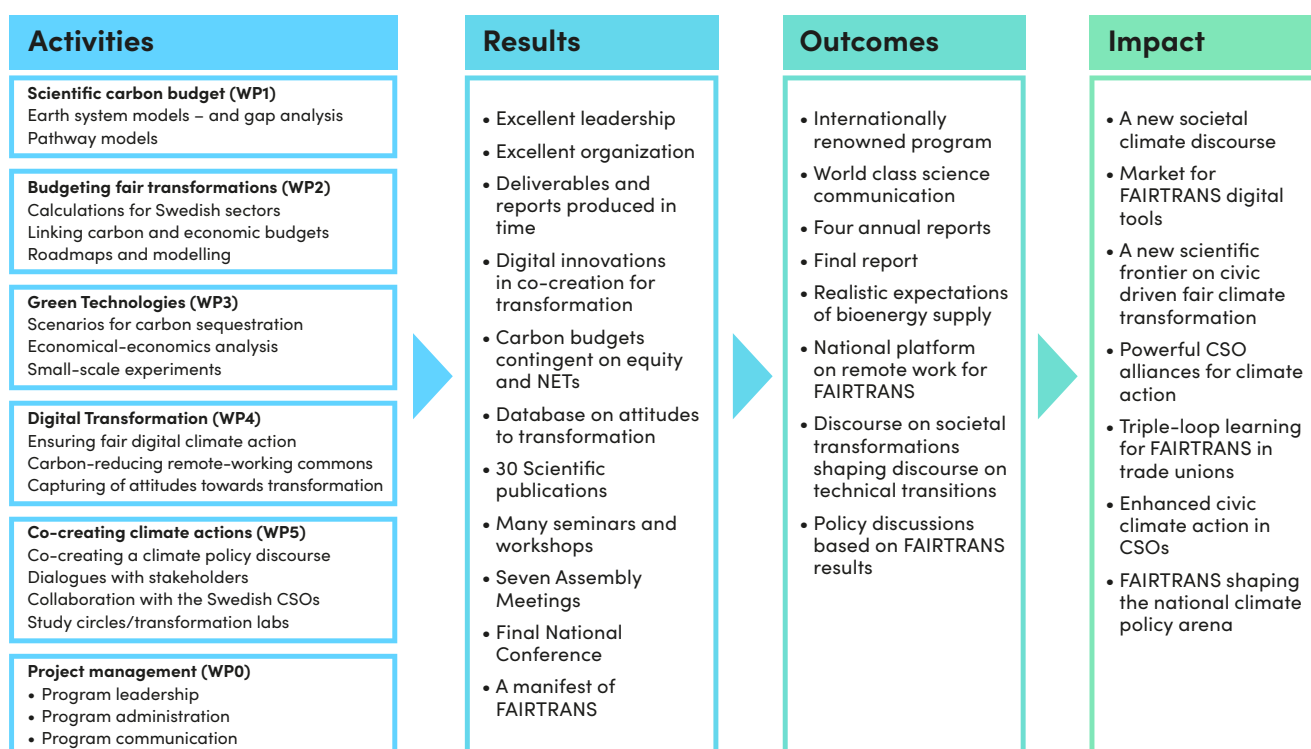 Activities
Scientific carbon budget (WP1)
Earth system models – and gap analysis
Pathway models
Budgeting fair transformations (WP2)
Calculations for Swedish sectors
Linking carbon and economic budgets
Roadmaps and modelling
Green Technologies (WP3)
Scenarios for carbon sequestration
Economical-economics analysis
Small-scale experiments
Digital Transformation (WP4)
Ensuring fair digital climate action
Carbon-reducing remote-working commons
Capturing of attitudes towards transformation
Co-creating climate actions (WP5)
Co-creating a climate policy discourse
Dialogues with stakeholders
Collaboration with the Swedish CSOs
Study circles/transformation labs
Project management (WP0)
• Program leadership
• Program administration
• Program communication
Results
• Excellent leadership
• Excellent organization
• Deliverables and
reports produced in
time
• Digital innovations
in co-creation for
transformation
• Carbon budgets
contingent on equity
and NETs
• Database on attitudes
to transformation
• 30 Scientific
publications
• Many seminars and
workshops
• Seven Assembly
Meetings
• Final National
Conference
• A manifest of
FAIRTRANS
Outcomes
• Internationally
renowned program
• World class science
communication
• Four annual reports
• Final report
• Realistic expectations
of bioenergy supply
• National platform
on remote work for
FAIRTRANS
• Discourse on societal
transformations
shaping discourse on
technical transitions
• Policy discussions
based on FAIRTRANS
results
Impact
• A new societal
climate discourse
• Market for
FAIRTRANS digital
tools
• A new scientific
frontier on civic
driven fair climate
transformation
• Powerful CSO
alliances for climate
action
• Triple-loop learning
for FAIRTRANS in
trade unions
• Enhanced civic
climate action in
CSOs
• FAIRTRANS shaping
the national climate
policy arena